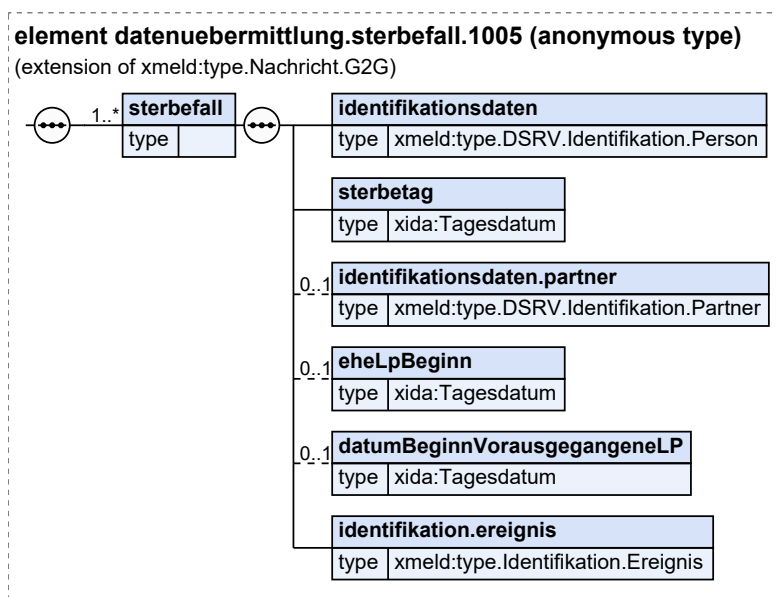 element datenuebermittlung.sterbefall.1005 (anonymous type)
(extension of xmeld:type.Nachricht.G2G)
1..*
sterbefall
type
identifikationsdaten
type xmeld:type.DSRV.Identifikation.Person
sterbetag
type xida:Tagesdatum
0..1
identifikationsdaten.partner
type xmeld:type.DSRV.Identifikation.Partner
0..1
eheLpBeginn
type xida:Tagesdatum
0..1
datumBeginnVorausgegangeneLP
type xida:Tagesdatum
identifikation.ereignis
type xmeld:type.Identifikation.Ereignis